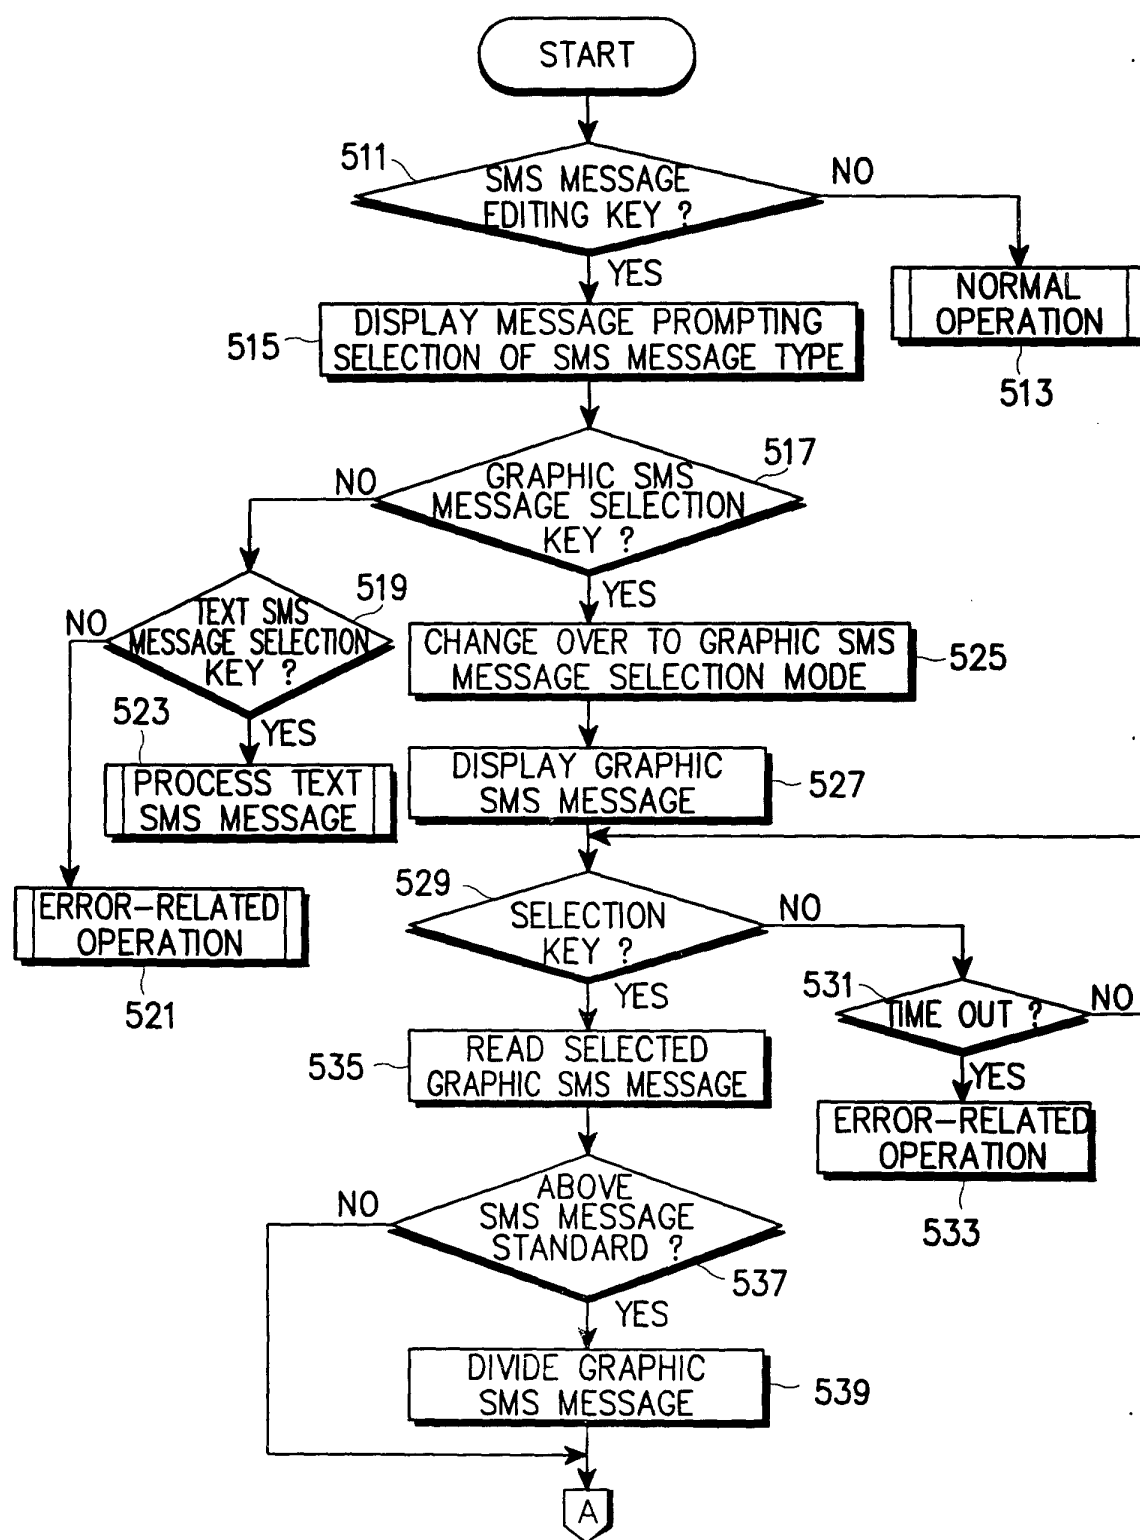 START
511
SMS MESSAGE
EDITING KEY ?
NO
YES
NORMAL
OPERATION
513
515
DISPLAY MESSAGE PROMPTING
SELECTION OF SMS MESSAGE TYPE
517
GRAPHIC SMS
MESSAGE SELECTION
KEY ?
NO
YES
519
TEXT SMS
MESSAGE SELECTION
KEY ?
NO
YES
CHANGE OVER TO GRAPHIC SMS
MESSAGE SELECTION MODE
525
523
PROCESS TEXT
SMS MESSAGE
DISPLAY GRAPHIC
SMS MESSAGE
527
ERROR-RELATED
OPERATION
521
529
SELECTION
KEY ?
NO
YES
531
TIME OUT ?
NO
YES
535
READ SELECTED
GRAPHIC SMS MESSAGE
ERROR-RELATED
OPERATION
533
ABOVE
SMS MESSAGE
STANDARD ?
NO
537
YES
DIVIDE GRAPHIC
SMS MESSAGE
539
A